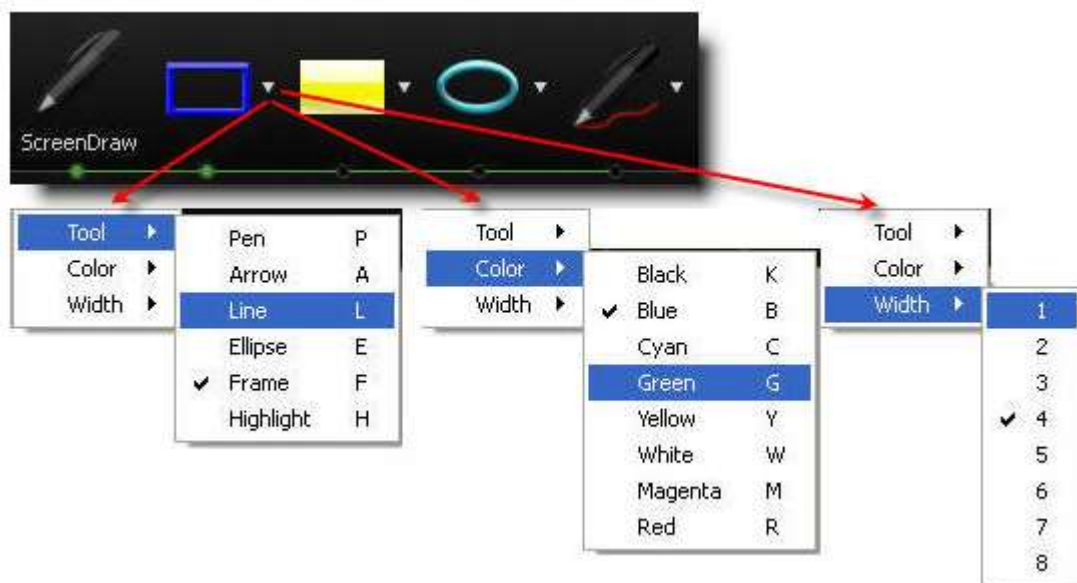 ScreenDraw
Tool
Color
Width
Pen P
Arrow A
Line L
Ellipse E
Frame F
Highlight H
Tool
Color
Width
Black K
Blue B
Cyan C
Green G
Yellow Y
White W
Magenta M
Red R
Tool
Color
Width
1
2
3
4
5
6
7
8